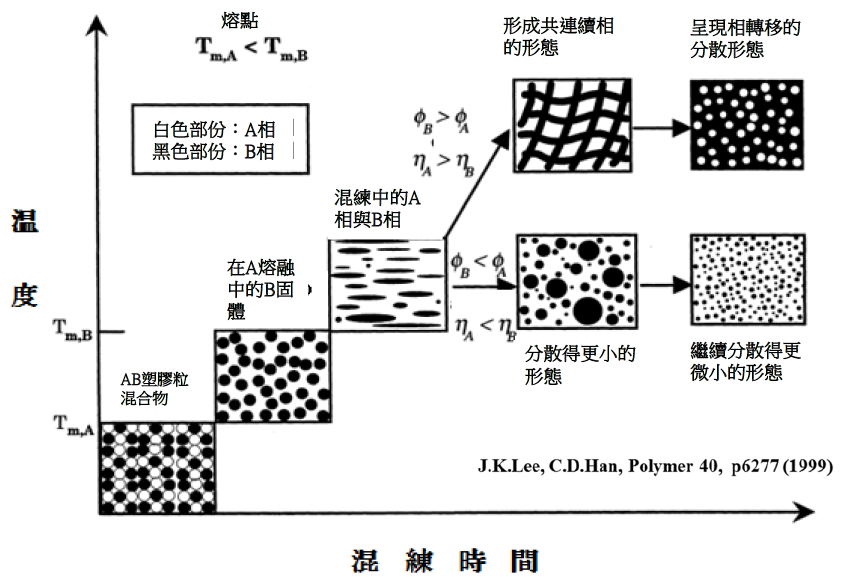 熔點
Tm,A < Tm,B
白色部份：A相
黑色部份：B相
形成共連續相
的形態
呈現相轉移的
分散形態
ϕB > ϕA
ηA > ηB
混練中的A
相與B相
温
度
在A熔融
中的B固
體
ϕB < ϕA
ηA < ηB
Tm,B
分散得更小的
形態
繼續分散得更
微小的形態
AB塑膠粒
混合物
Tm,A
J.K.Lee, C.D.Han, Polymer 40, p6277 (1999)
混 練 時 間